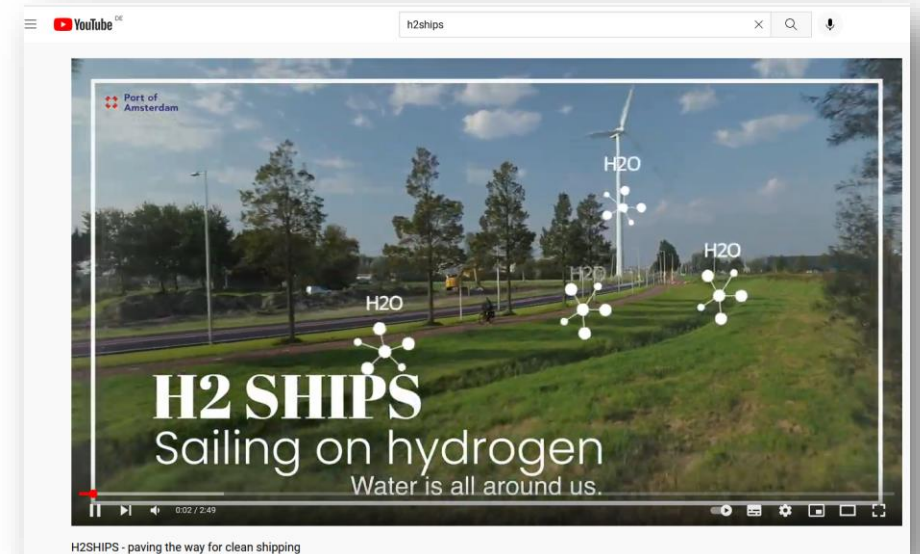 YouTube DE
h2ships
Port of
Amsterdam
H2O
H2O
H2O
H2O
H2 SHIPS
Sailing on hydrogen
Water is all around us.
0:02 / 2:49
H2SHIPS - paving the way for clean shipping